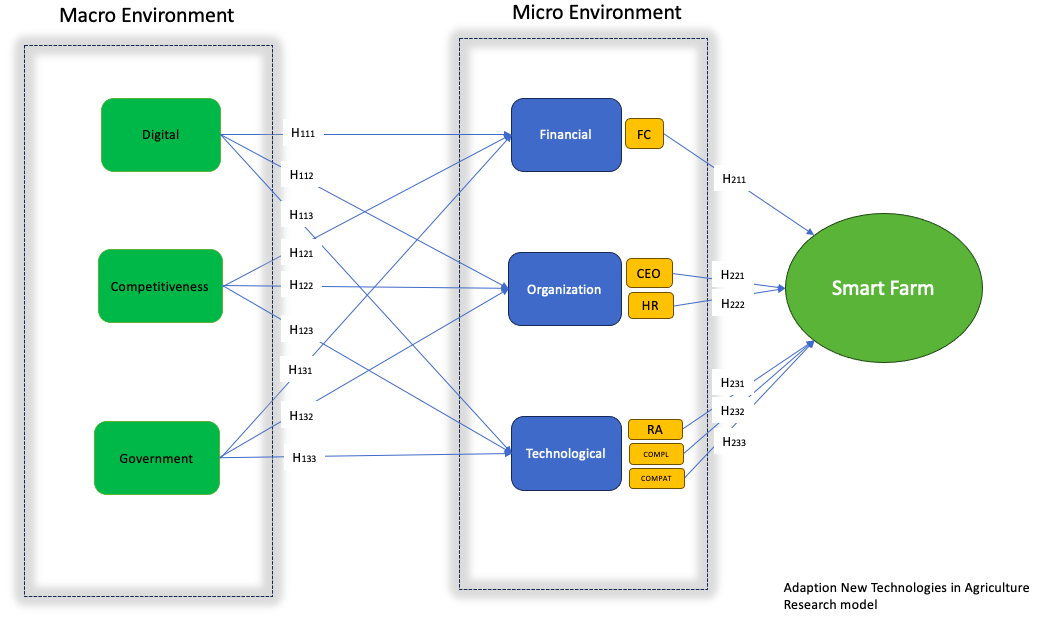 Macro Environment
Micro Environment
Digital
Competitiveness
Government
H111
H112
H113
H121
H122
H123
H131
H132
H133
Financial
FC
Organization
CEO
HR
Technological
RA
COMPL
COMPAT
H211
H221
H222
H231
H232
H233
Smart Farm
Adaption New Technologies in Agriculture
Research model